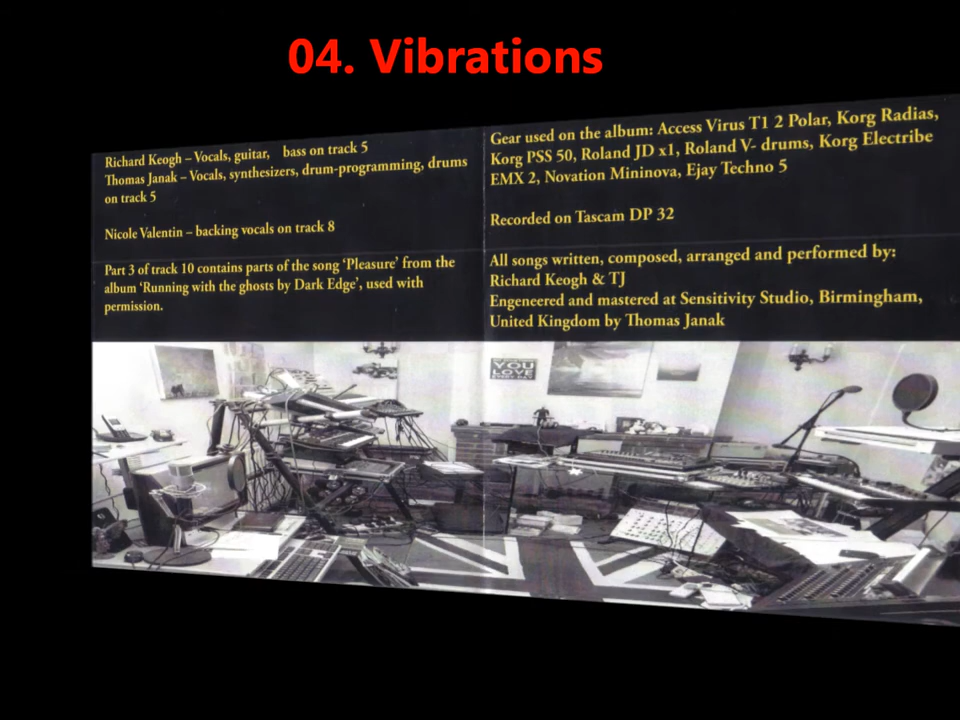 04. Vibrations
Richard Keogh – Vocals, guitar, bass on track 5
Thomas Janak – Vocals, synthesizers, drum-programming, drums
on track 5
Nicole Valentin – backing vocals on track 8
Part 3 of track 10 contains parts of the song ‘Pleasure’ from the
album ‘Running with the ghosts by Dark Edge’, used with
permission.
Gear used on the album: Access Virus T1 2 Polar, Korg Radias,
Korg PSS 50, Roland JD x1, Roland V- drums, Korg Electribe
EMX 2, Novation Mininova, Ejay Techno 5
Recorded on Tascam DP 32
All songs written, composed, arranged and performed by:
Richard Keogh & TJ
Engeneered and mastered at Sensitivity Studio, Birmingham,
United Kingdom by Thomas Janak
YOU
LOVE